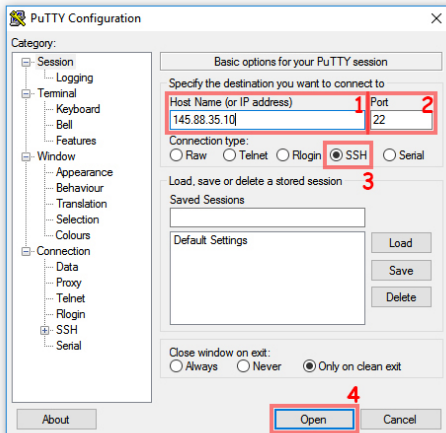 PuTTY Configuration
Category:
Session
Logging
Terminal
Keyboard
Bell
Features
Window
Appearance
Behaviour
Translation
Selection
Colours
Connection
Data
Proxy
Telnet
Rlogin
SSH
Serial
Basic options for your PuTTY session
Specify the destination you want to connect to
Host Name (or IP address) 1 Port 2
145.88.35.10 22
Connection type:
Raw Telnet Rlogin SSH Serial
3
Load, save or delete a stored session
Saved Sessions
Default Settings
Load
Save
Delete
Close window on exit:
Always Never Only on clean exit
4
About Open Cancel